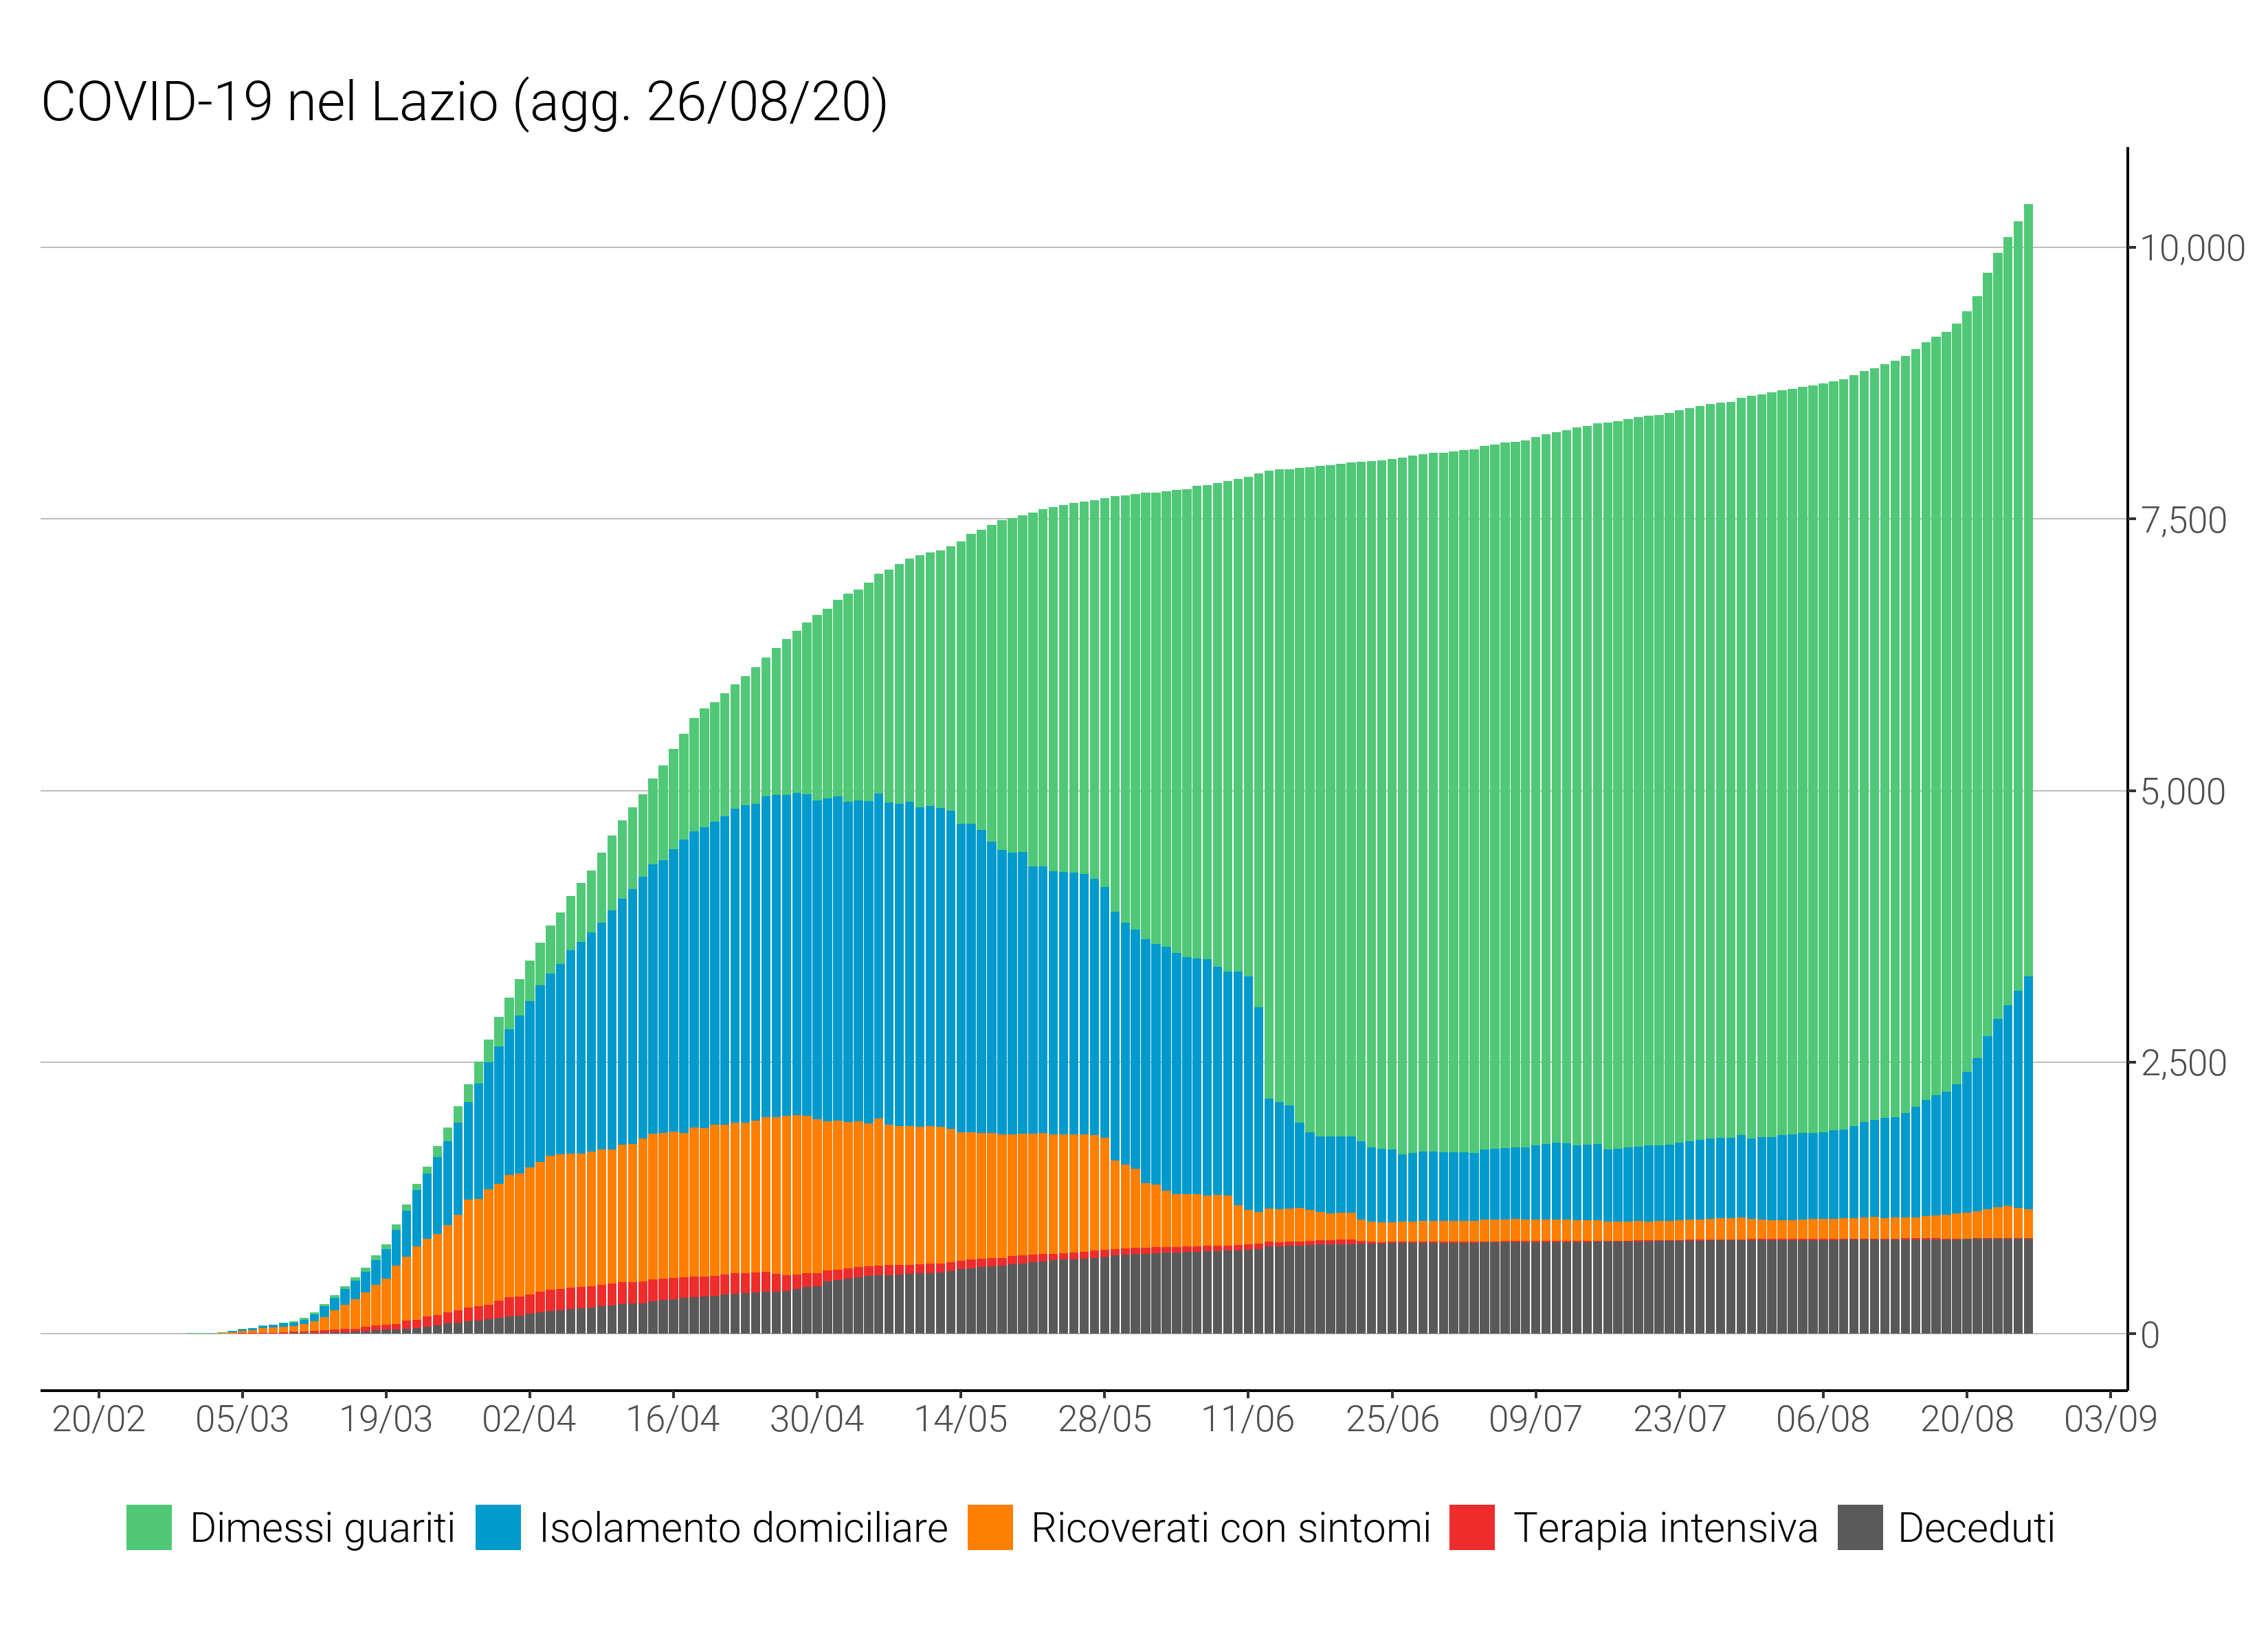 COVID-19 nel Lazio (agg. 26/08/20)
10,000
7,500
5,000
2,500
0
20/02 05/03 19/03 02/04 16/04 30/04 14/05 28/05 11/06 25/06 09/07 23/07 06/08 20/08 03/09
Dimessi guariti Isolamento domiciliare Ricoverati con sintomi Terapia intensiva Deceduti